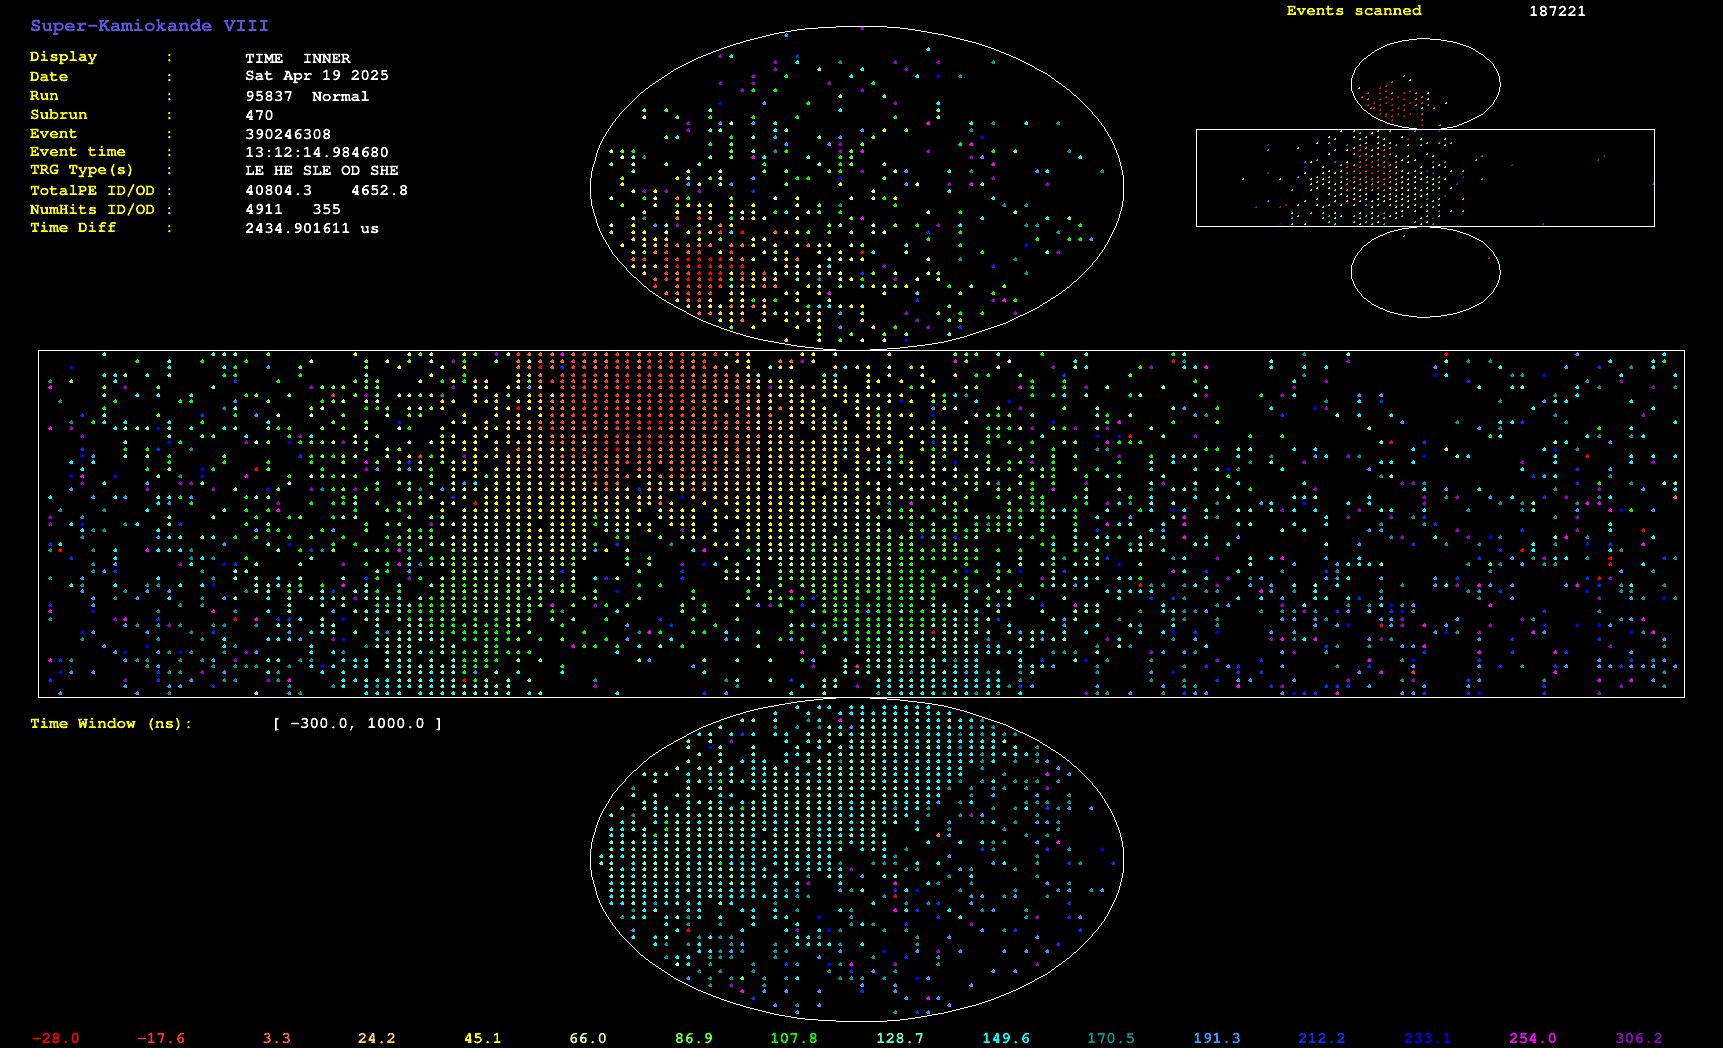 Super-Kamiokande VIII
Events scanned 187221
Display : TIME INNER
Date : Sat Apr 19 2025
Run : 95837 Normal
Subrun : 470
Event : 390246308
Event time : 13:12:14.984680
TRG Type(s) : LE HE SLE OD SHE
TotalPE ID/OD : 40804.3 4652.8
NumHits ID/OD : 4911 355
Time Diff : 2434.901611 us
Time Window (ns): [ -300.0, 1000.0 ]
-28.0 -17.6 3.3 24.2 45.1 66.0 86.9 107.8 128.7 149.6 170.5 191.3 212.2 233.1 254.0 306.2